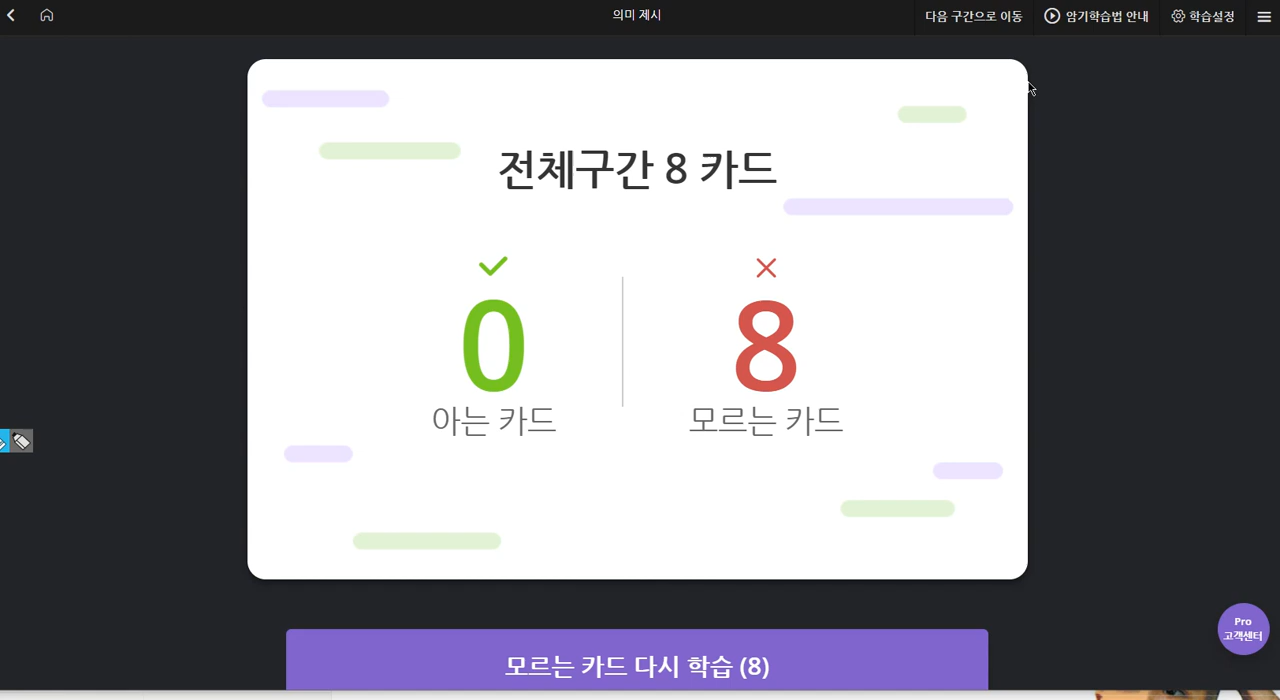 의미 제시
다음 구간으로 이동
암기학습법 안내
학습설정
전체구간 8 카드
0
아는 카드
8
모르는 카드
모르는 카드 다시 학습 (8)
Pro
고객센터